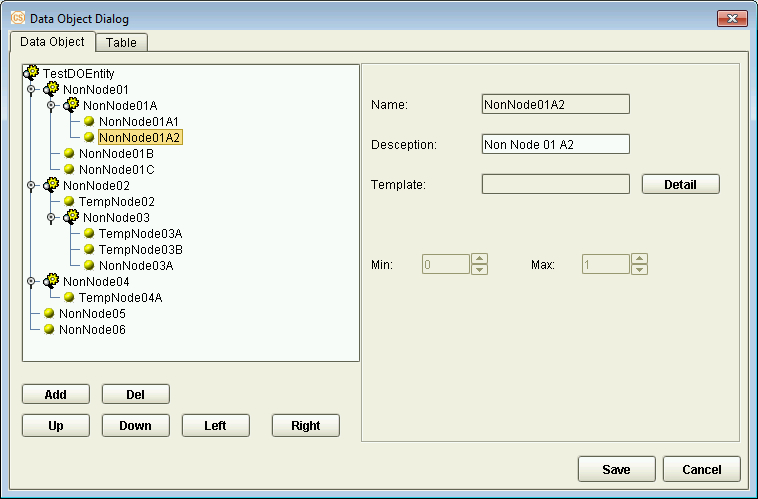 CS Data Object Dialog
Data Object Table
TestDOEntity
NonNode01
NonNode01A
NonNode01A1
NonNode01A2
NonNode01B
NonNode01C
NonNode02
TempNode02
NonNode03
TempNode03A
TempNode03B
NonNode03A
NonNode04
TempNode04A
NonNode05
NonNode06
Add Del
Up Down Left Right
Name: NonNode01A2
Desception: Non Node 01 A2
Template: Detail
Min: 0 Max: 1
Save Cancel